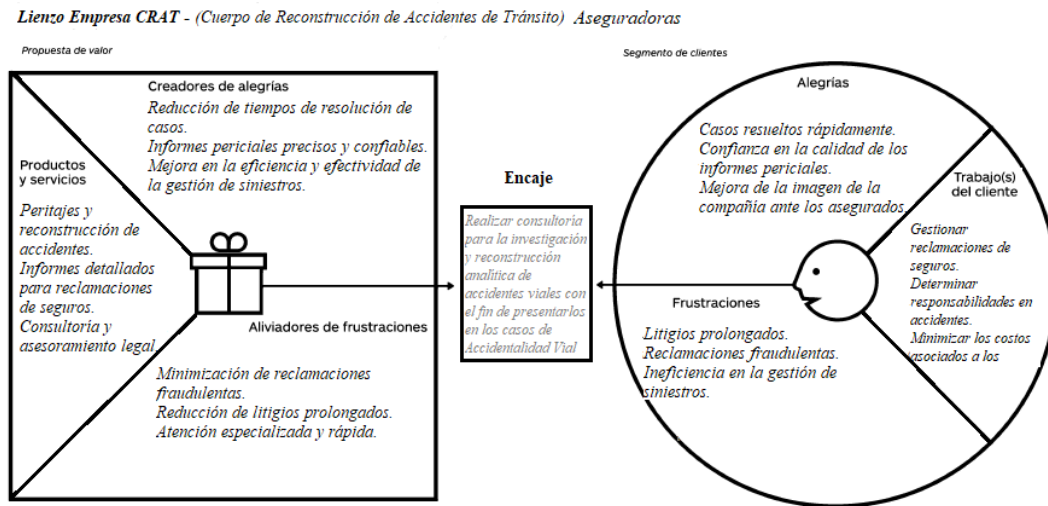 Lienzo Empresa CRAT - (Cuerpo de Reconstrucción de Accidentes de Tránsito) Aseguradoras
Propuesta de valor
Creadores de alegrías
Reducción de tiempos de resolución de
casos.
Informes periciales precisos y confiables.
Mejora en la eficiencia y efectividad de
la gestión de siniestros.
Productos
y servicios
Peritajes y
reconstrucción de
accidentes.
Informes detallados
para reclamaciones
de seguros.
Consultoría y
asesoramiento legal
Aliviadores de frustraciones
Minimización de reclamaciones
fraudulentas.
Reducción de litigios prolongados.
Atención especializada y rápida.
Encaje
Realizar consultoría
para la investigación
y reconstrucción
analítica de
accidentes viales con
el fin de presentarlos
en los casos de
Accidentalidad Vial
Segmento de clientes
Alegrías
Casos resueltos rápidamente.
Confianza en la calidad de los
informes periciales.
Mejora de la imagen de la
compañía ante los asegurados.
Trabajo(s)
del cliente
Gestionar
reclamaciones de
seguros.
Determinar
responsabilidades en
accidentes.
Minimizar los costos
asociados a los
Frustraciones
Litigios prolongados.
Reclamaciones fraudulentas.
Ineficiencia en la gestión de
siniestros.